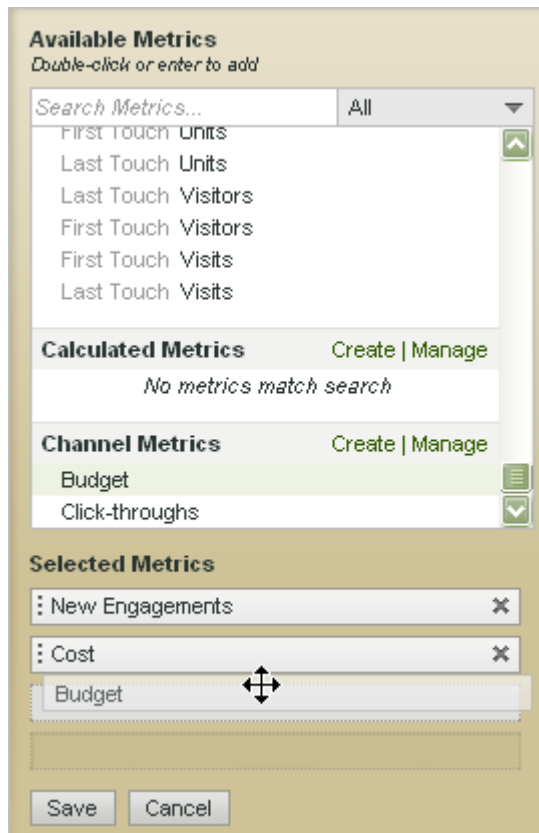 Available Metrics
Double-click or enter to add
Search Metrics... All
First Touch Units
Last Touch Units
Last Touch Visitors
First Touch Visitors
First Touch Visits
Last Touch Visits
Calculated Metrics Create | Manage
No metrics match search
Channel Metrics Create | Manage
Budget
Click-throughs
Selected Metrics
New Engagements
Cost
Budget
Save Cancel